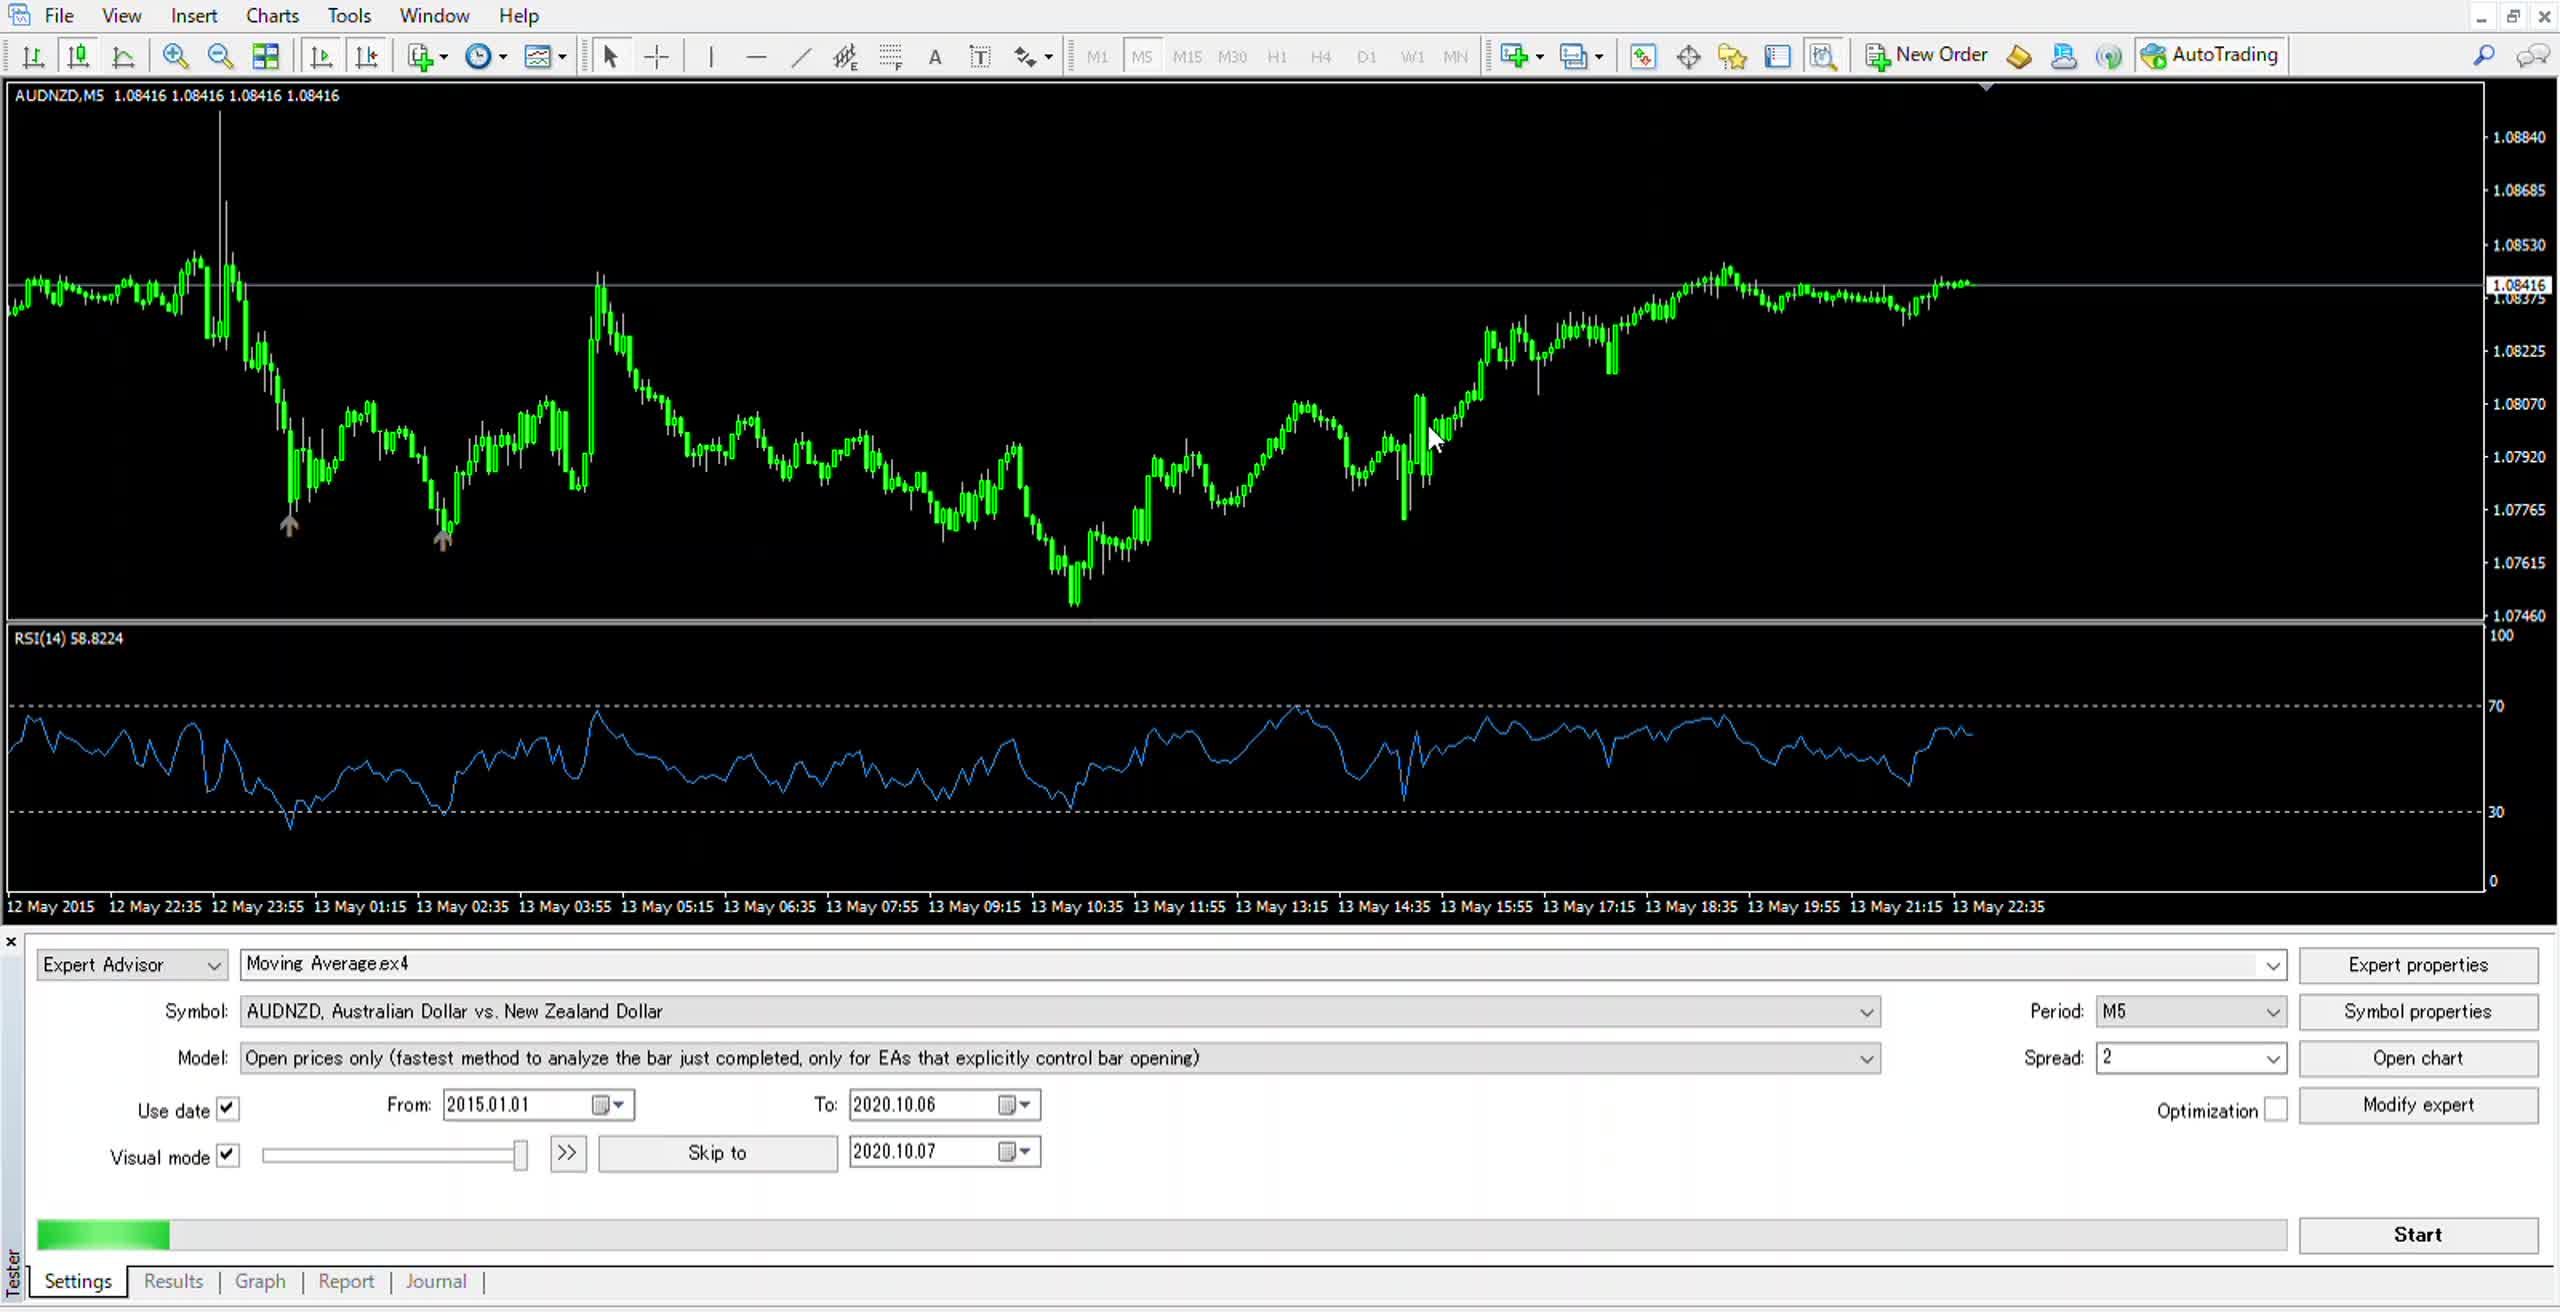 File View Insert Charts Tools Window Help
M1 M5 M15 M30 H1 H4 D1 W1 MN New Order AutoTrading
AUDNZD,M5 1.08416 1.08416 1.08416 1.08416
1.08840
1.08685
1.08530
1.08416
1.08375
1.08225
1.08070
1.07920
1.07765
1.07615
1.07460
RSI(14) 58.8224
100
70
30
0
12 May 2015 12 May 22:35 12 May 23:55 13 May 01:15 13 May 02:35 13 May 03:55 13 May 05:15 13 May 06:35 13 May 07:55 13 May 09:15 13 May 10:35 13 May 11:55 13 May 13:15 13 May 14:35 13 May 15:55 13 May 17:15 13 May 18:35 13 May 19:55 13 May 21:15 13 May 22:35
Expert Advisor Moving Average.ex4 Expert properties
Symbol: AUDNZD, Australian Dollar vs. New Zealand Dollar Period: M5 Symbol properties
Model: Open prices only (fastest method to analyze the bar just completed, only for EAs that explicitly control bar opening) Spread: 2 Open chart
Use date From: 2015.01.01 To: 2020.10.06 Optimization Modify expert
Visual mode >> Skip to 2020.10.07
Start
Tester
Settings Results Graph Report Journal